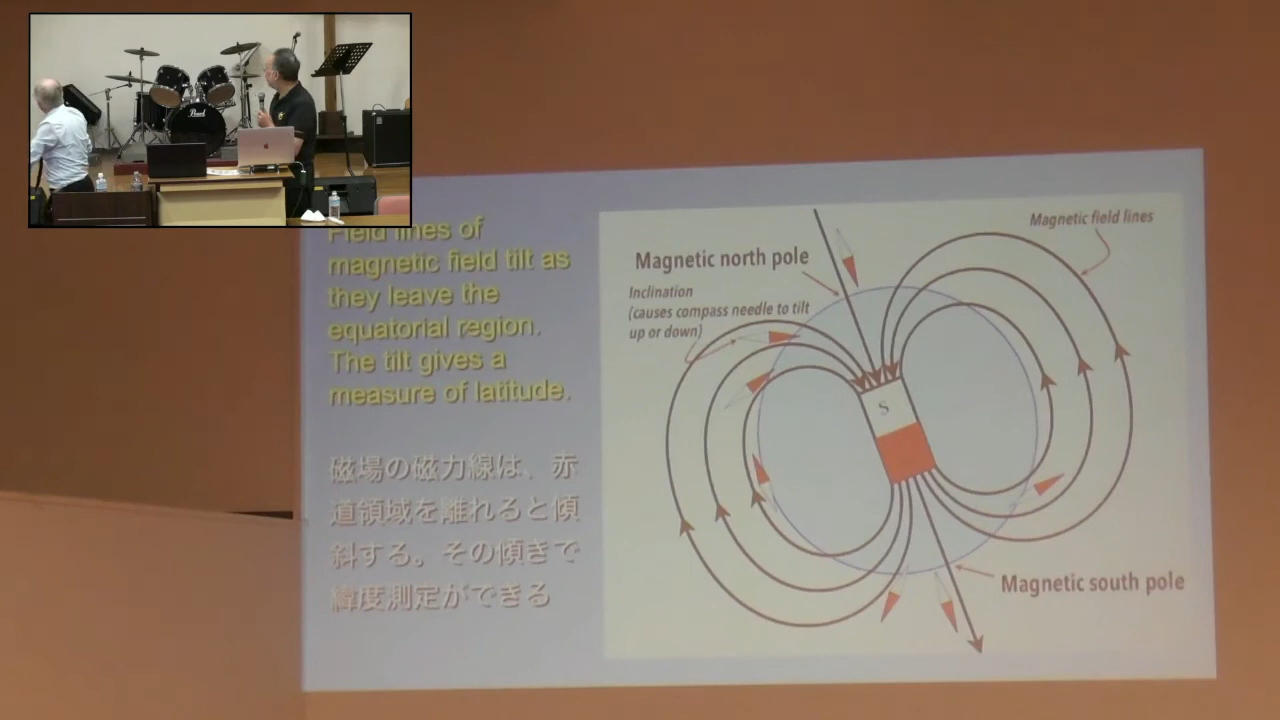 Pearl
Field lines of
magnetic field tilt as
they leave the
equatorial region.
The tilt gives a
measure of latitude.
磁場の磁力線は、赤
道領域を離れると傾
斜する。その傾きで
緯度測定ができる
Magnetic field lines
Magnetic north pole
Inclination
(causes compass needle to tilt
up or down)
S
Magnetic south pole